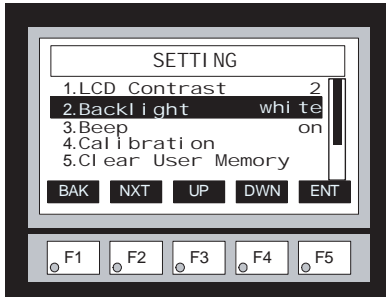 SETTING
1.LCD Contrast 2
2.Backlight white
3.Beep on
4.Calibration
5.Clear User Memory
BAK NXT UP DWN ENT
F1 F2 F3 F4 F5